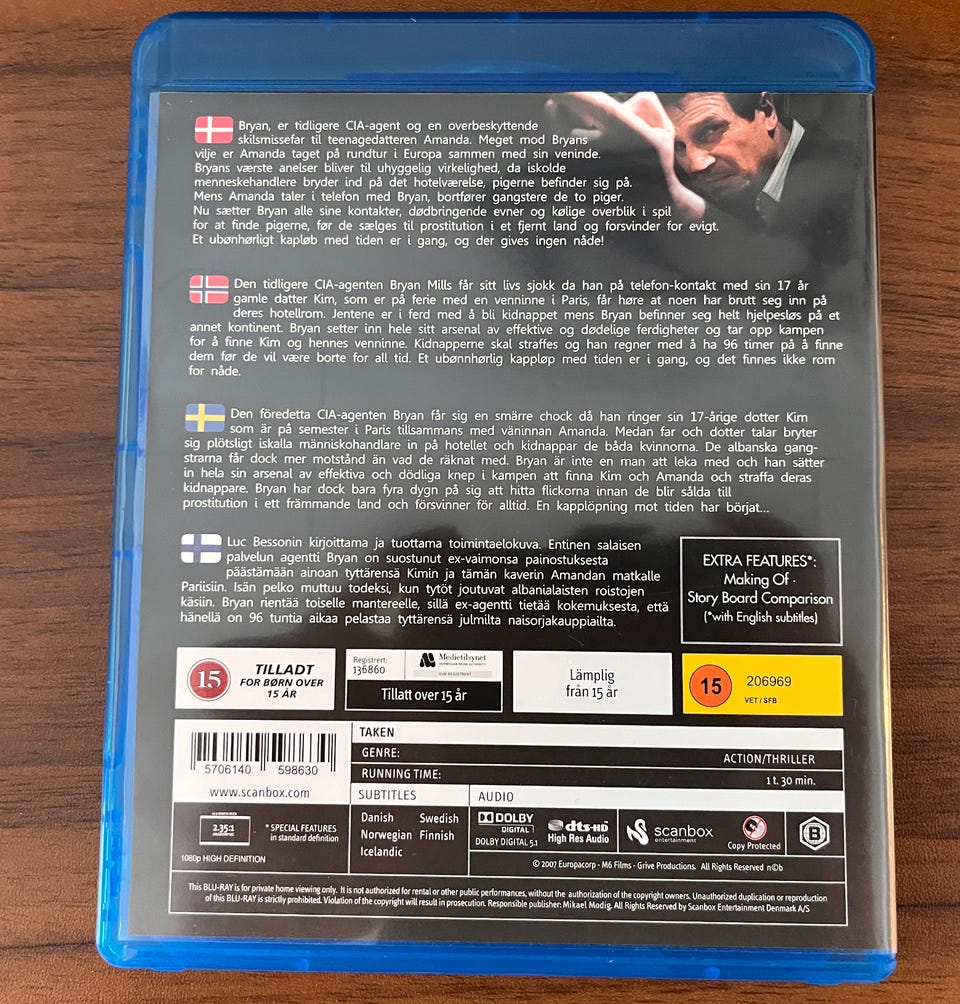 Bryan, er tidligere CIA-agent og en overbeskyttende
skilsmissefar til teenagedatteren Amanda. Meget mod Bryans
vilje er Amanda taget på rundtur i Europa sammen med sin veninde.
Bryans værste anelser bliver til uhyggelig virkelighed, da iskolde
menneskehandlere bryder ind på det hotelværelse, pigerne befinder sig på.
Mens Amanda taler i telefon med Bryan, bortfører gangstere de to piger.
Nu sætter Bryan alle sine kontakter, dødbringende evner og kølige overblik i spil
for at finde pigerne, før de sælges til prostitution i et fjernt land og forsvinder for evigt.
Et ubønhørligt kapløb med tiden er i gang, og der gives ingen nåde!
Den tidligere CIA-agenten Bryan Mills får sitt livs sjokk da han på telefon-kontakt med sin 17 år
gamle datter Kim, som er på ferie med en venninne i Paris, får høre at noen har brutt seg inn på
deres hotellrom. Jentene er i ferd med å bli kidnappet mens Bryan befinner seg helt hjelpesløs på et
annet kontinent. Bryan setter inn hele sitt arsenal av effektive og dødelige ferdigheter og tar opp kampen
for å finne Kim og hennes venninne. Kidnapperne skal straffes og han regner med å ha 96 timer på å finne
dem før de vil være borte for all tid. Et ubønnhørlig kappløp med tiden er i gang, og det finnes ikke rom
for nåde.
Den föredetta CIA-agenten Bryan får sig en smärre chock då han ringer sin 17-årige dotter Kim
som är på semester i Paris tillsammans med väninnan Amanda. Medan far och dotter talar bryter
sig plötsligt iskalla människohandlare in på hotellet och kidnappar de båda kvinnorna. De albanska gang-
strarna får dock mer motstånd än vad de räknat med. Bryan är inte en man att leka med och han sätter
in hela sin arsenal av effektiva och dödliga knep i kampen att finna Kim och Amanda och straffa deras
kidnappare. Bryan har dock bara fyra dygn på sig att hitta flickorna innan de blir sålda till
prostitution i ett främmande land och försvinner för alltid. En kapplöpning mot tiden har börjat...
Luc Bessonin kirjoittama ja tuottama toimintaelokuva. Entinen salaisen
palvelun agentti Bryan on suostunut ex-vaimonsa painostuksesta
päästämään ainoan tyttärensä Kimin ja tämän kaverin Amandan matkalle
Pariisiin. Isän pelko muuttuu todeksi, kun tytöt joutuvat albanialaisten roistojen
käsiin. Bryan rientää toiselle mantereelle, sillä ex-agentti tietää kokemuksesta, että
hänellä on 96 tuntia aikaa pelastaa tyttärensä julmilta naisorjakauppiailta.
EXTRA FEATURES*:
Making Of ·
Story Board Comparison
(*with English subtitles)
15
TILLADT
FOR BØRN OVER
15 ÅR
Registrert:
136860
Medietilsynet
Tillatt over 15 år
Lämplig
från 15 år
15
206969
VET / SFB
5706140 598630
www.scanbox.com
TAKEN
GENRE: ACTION/THRILLER
RUNNING TIME: 1 t. 30 min.
SUBTITLES
Danish Swedish
Norwegian Finnish
Icelandic
AUDIO
DOLBY
DIGITAL
DOLBY DIGITAL 5.1
dts-HD
High Res Audio
scanbox
entertainment
Copy Protected
B
2.35:1
* SPECIAL FEATURES
in standard definition
1080p HIGH DEFINITION
© 2007 Europacorp - M6 Films - Grive Productions. All Rights Reserved n©b
This BLU-RAY is for private home viewing only. It is not authorized for rental or other public performances, without the authorization of the copyright owners. Unauthorized duplication or reproduction
of this BLU-RAY is strictly prohibited. Violation of the copyright will result in prosecution. Responsible publisher: Mikael Modig. All Rights Reserved by Scanbox Entertainment Denmark A/S